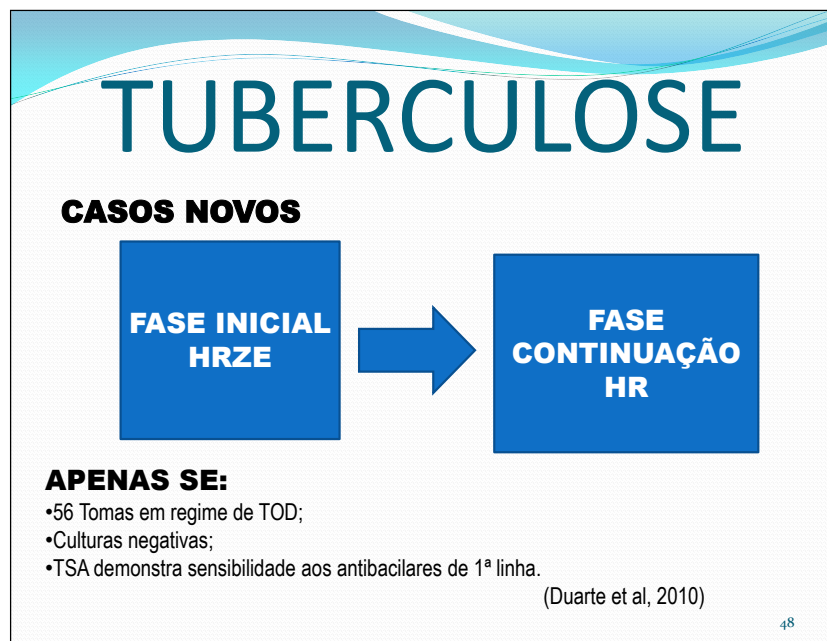 TUBERCULOSE
CASOS NOVOS
FASE INICIAL
HRZE
FASE
CONTINUAÇÃO
HR
APENAS SE:
•56 Tomas em regime de TOD;
•Culturas negativas;
•TSA demonstra sensibilidade aos antibacilares de 1ª linha.
(Duarte et al, 2010)
48